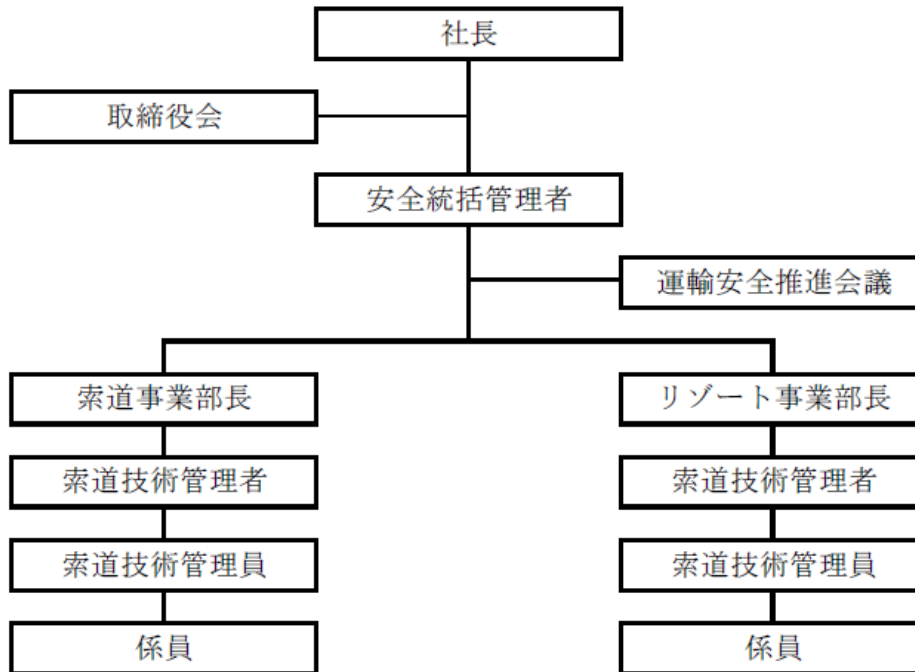 社長
取締役会
安全統括管理者
運輸安全推進会議
索道事業部長
リゾート事業部長
索道技術管理者
索道技術管理者
索道技術管理員
索道技術管理員
係員
係員